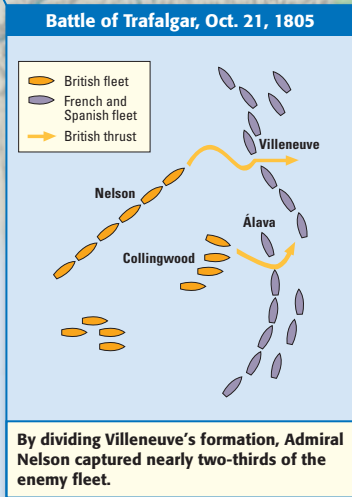 Battle of Trafalgar, Oct. 21, 1805
British fleet
French and
Spanish fleet
British thrust
Villeneuve
Nelson
Álava
Collingwood
By dividing Villeneuve's formation, Admiral
Nelson captured nearly two-thirds of the
enemy fleet.